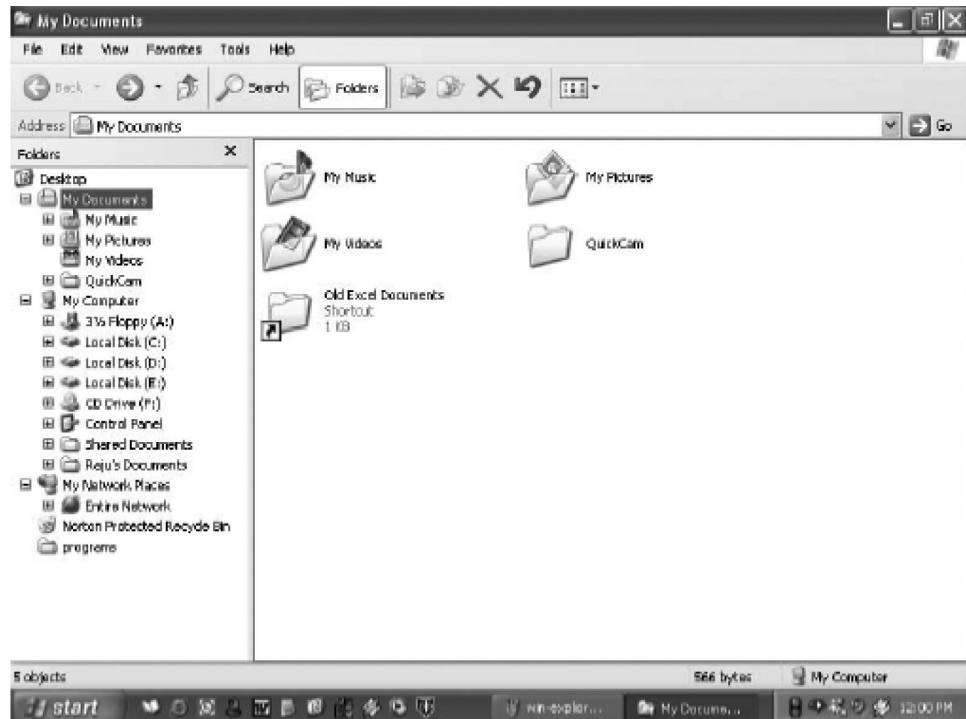 My Documents
File Edit View Favorites Tools Help
Back Search Folders
Address My Documents Go
Folders
Desktop
My Documents
My Music
My Pictures
My Videos
QuickCam
My Computer
3½ Floppy (A:)
Local Disk (C:)
Local Disk (D:)
Local Disk (E:)
CD Drive (F:)
Control Panel
Shared Documents
Raju's Documents
My Network Places
Entire Network
Norton Protected Recycle Bin
programs
My Music
My Pictures
My Videos
QuickCam
Old Excel Documents
Shortcut
1 KB
5 objects 566 bytes My Computer
start win-explor... My Docume... 12:00 PM